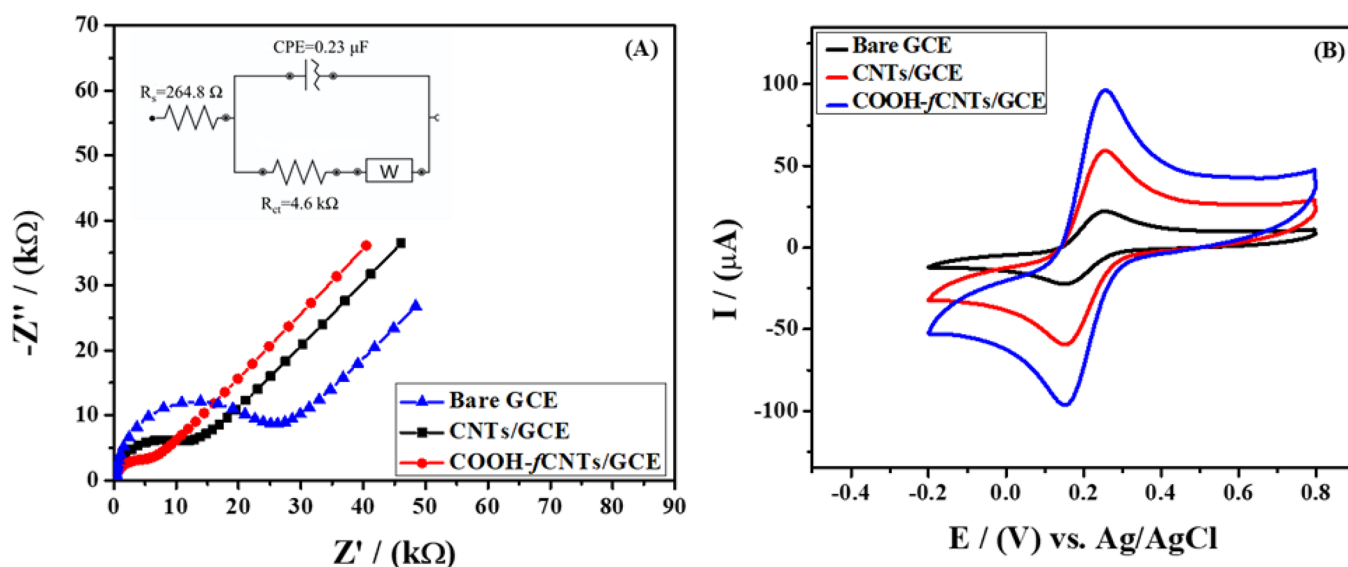 (A)
CPE=0.23 µF
Rs=264.8 Ω
W
Rct=4.6 kΩ
-Z'' / (kΩ)
70
60
50
40
30
20
10
0
Bare GCE
CNTs/GCE
COOH-fCNTs/GCE
0 10 20 30 40 50 60 70 80 90
Z' / (kΩ)
(B)
Bare GCE
CNTs/GCE
COOH-fCNTs/GCE
I / (µA)
100
50
0
-50
-100
-0.4 -0.2 0.0 0.2 0.4 0.6 0.8
E / (V) vs. Ag/AgCl